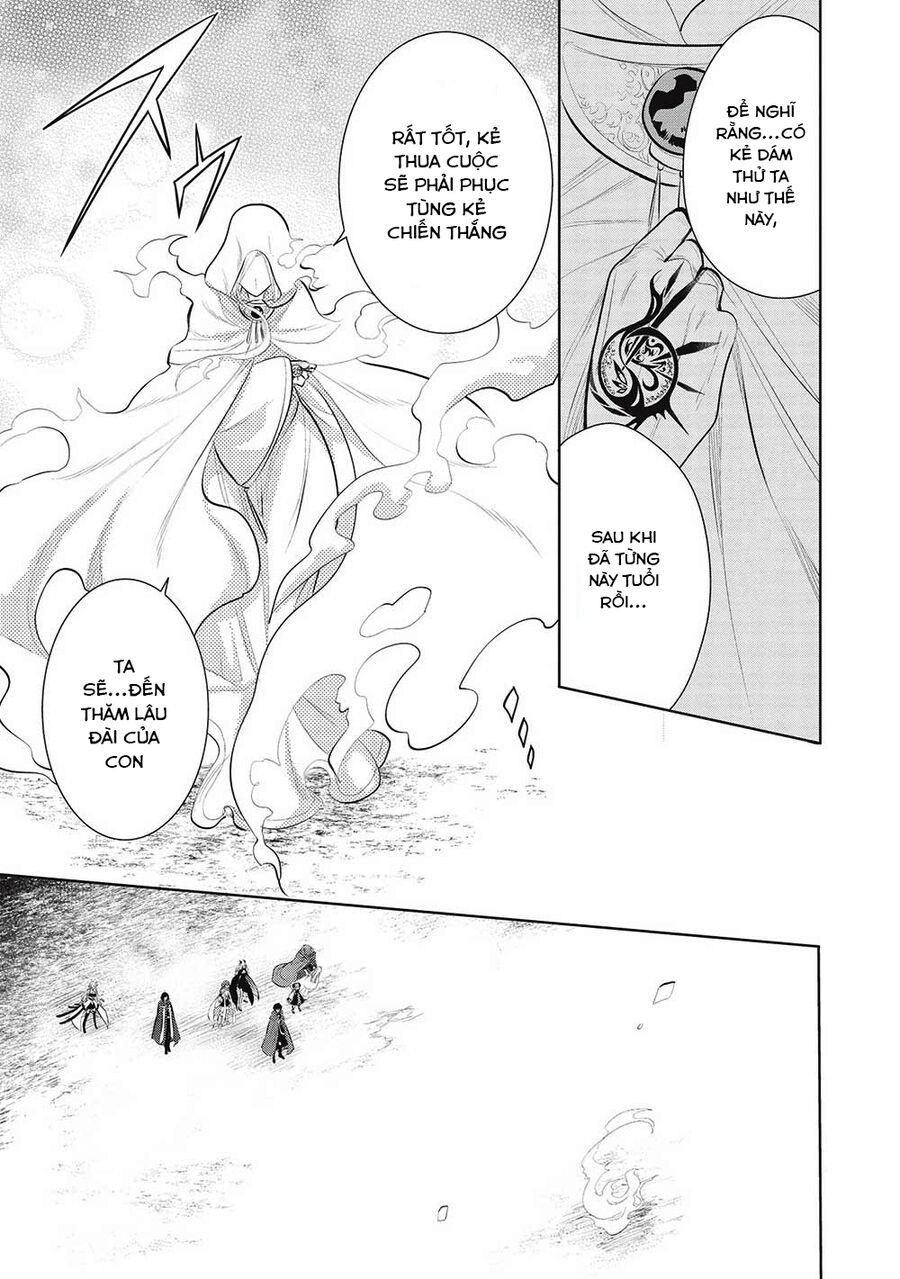 ĐỂ NGHĨ
RẰNG...CÓ
KẺ DÁM
THỬ TA
NHƯ THẾ
NÀY,
SAU KHI
ĐÃ TỪNG
NÀY TUỔI
RỒI...
RẤT TỐT, KẺ
THUA CUỘC
SẼ PHẢI PHỤC
TÙNG KẺ
CHIẾN THẮNG
TA
SẼ...ĐẾN
THĂM LÂU
ĐÀI CỦA
CON